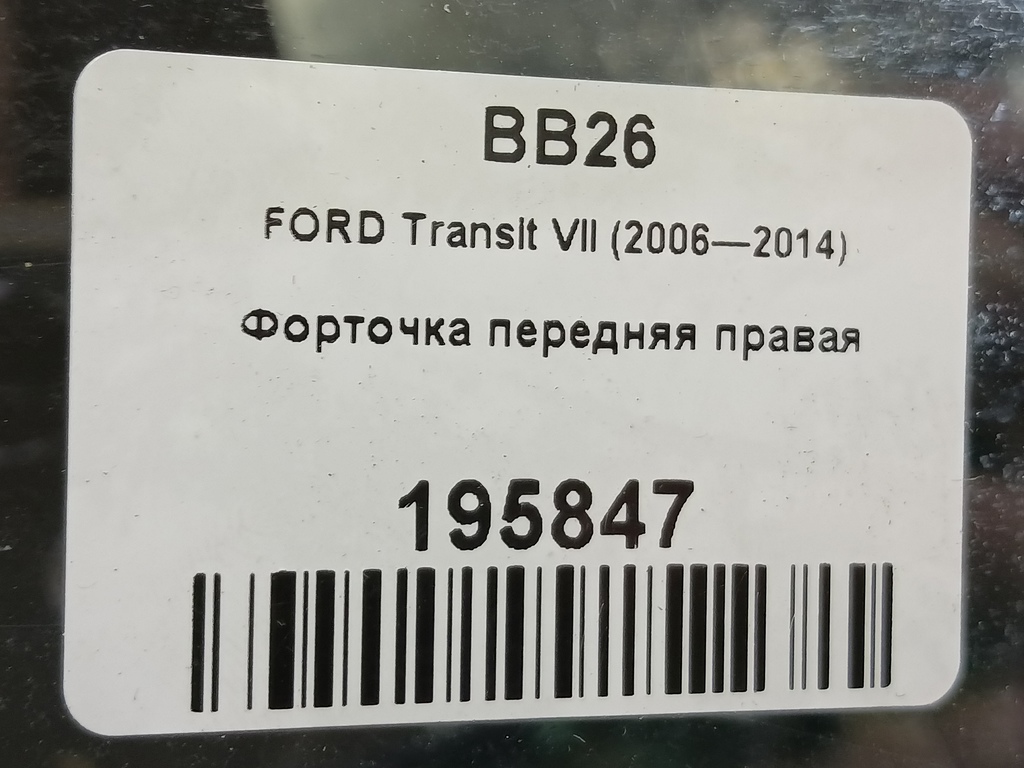 BB26
FORD Transit VII (2006—2014)
Форточка передняя правая
195847